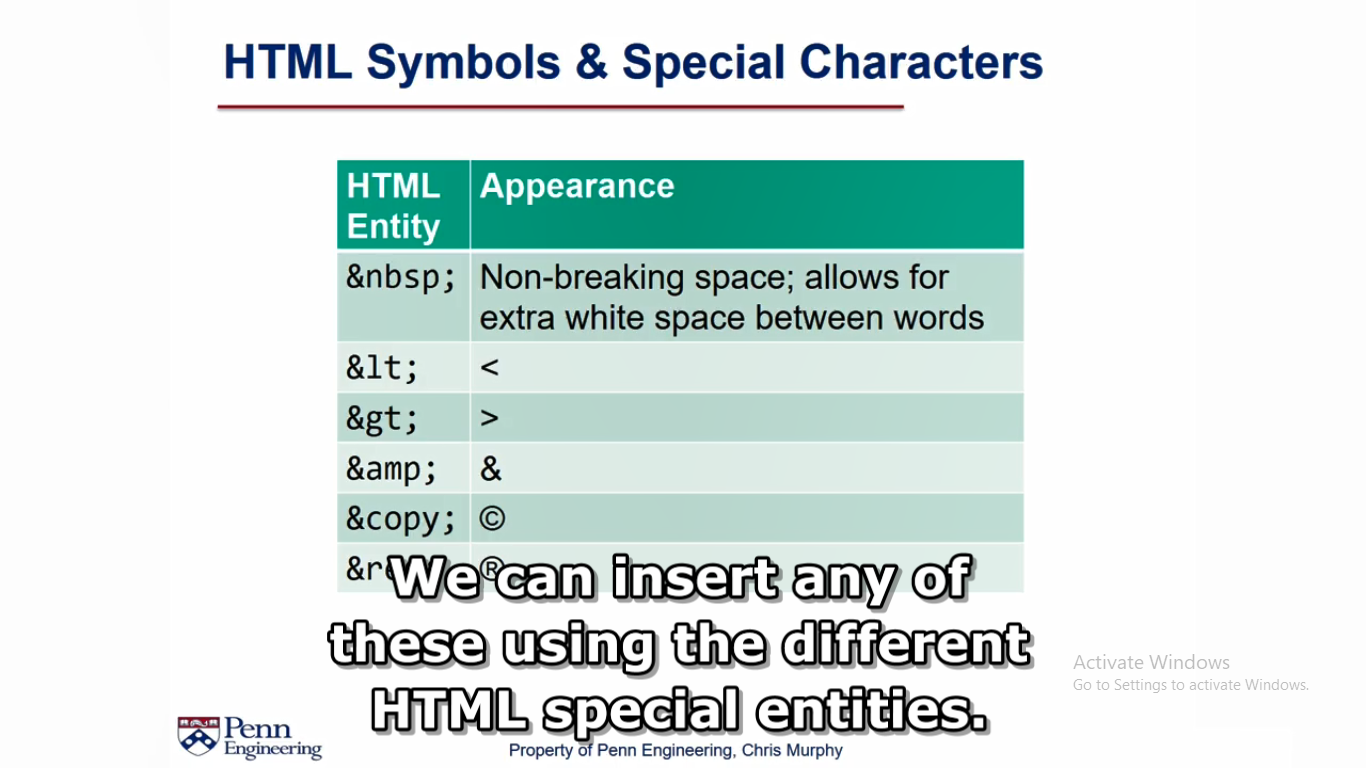 HTML Symbols & Special Characters
HTML Entity Appearance
&nbsp; Non-breaking space; allows for
extra white space between words
&lt; <
&gt; >
&amp; &
&copy; ©
®
We can insert any of
these using the different
HTML special entities.
Activate Windows
Go to Settings to activate Windows.
Penn
Engineering
Property of Penn Engineering, Chris Murphy